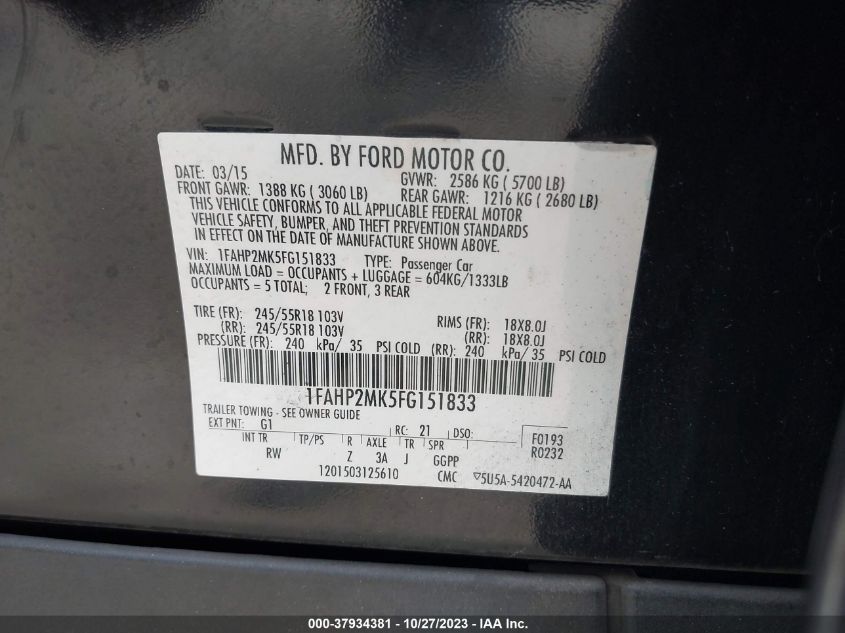 MFD. BY FORD MOTOR CO.
DATE: 03/15 GVWR: 2586 KG ( 5700 LB)
FRONT GAWR: 1388 KG ( 3060 LB) REAR GAWR: 1216 KG ( 2680 LB)
THIS VEHICLE CONFORMS TO ALL APPLICABLE FEDERAL MOTOR
VEHICLE SAFETY, BUMPER, AND THEFT PREVENTION STANDARDS
IN EFFECT ON THE DATE OF MANUFACTURE SHOWN ABOVE.
VIN: 1FAHP2MK5FG151833 TYPE: Passenger Car
MAXIMUM LOAD = OCCUPANTS + LUGGAGE = 604KG/1333LB
OCCUPANTS = 5 TOTAL; 2 FRONT, 3 REAR
TIRE (FR): 245/55R18 103V RIMS (FR): 18X8.0J
(RR): 245/55R18 103V (RR): 18X8.0J
PRESSURE (FR): 240 kPa/ 35 PSI COLD (RR): 240 kPa/ 35 PSI COLD
1FAHP2MK5FG151833
TRAILER TOWING - SEE OWNER GUIDE
EXT PNT: G1 RC: 21 DSO: F0193
INT TR TP/PS R AXLE TR SPR R0232
RW Z 3A J GGPP
1201503125610 CMC ▽5U5A-5420472-AA
000-37934381 - 10/27/2023 - IAA Inc.